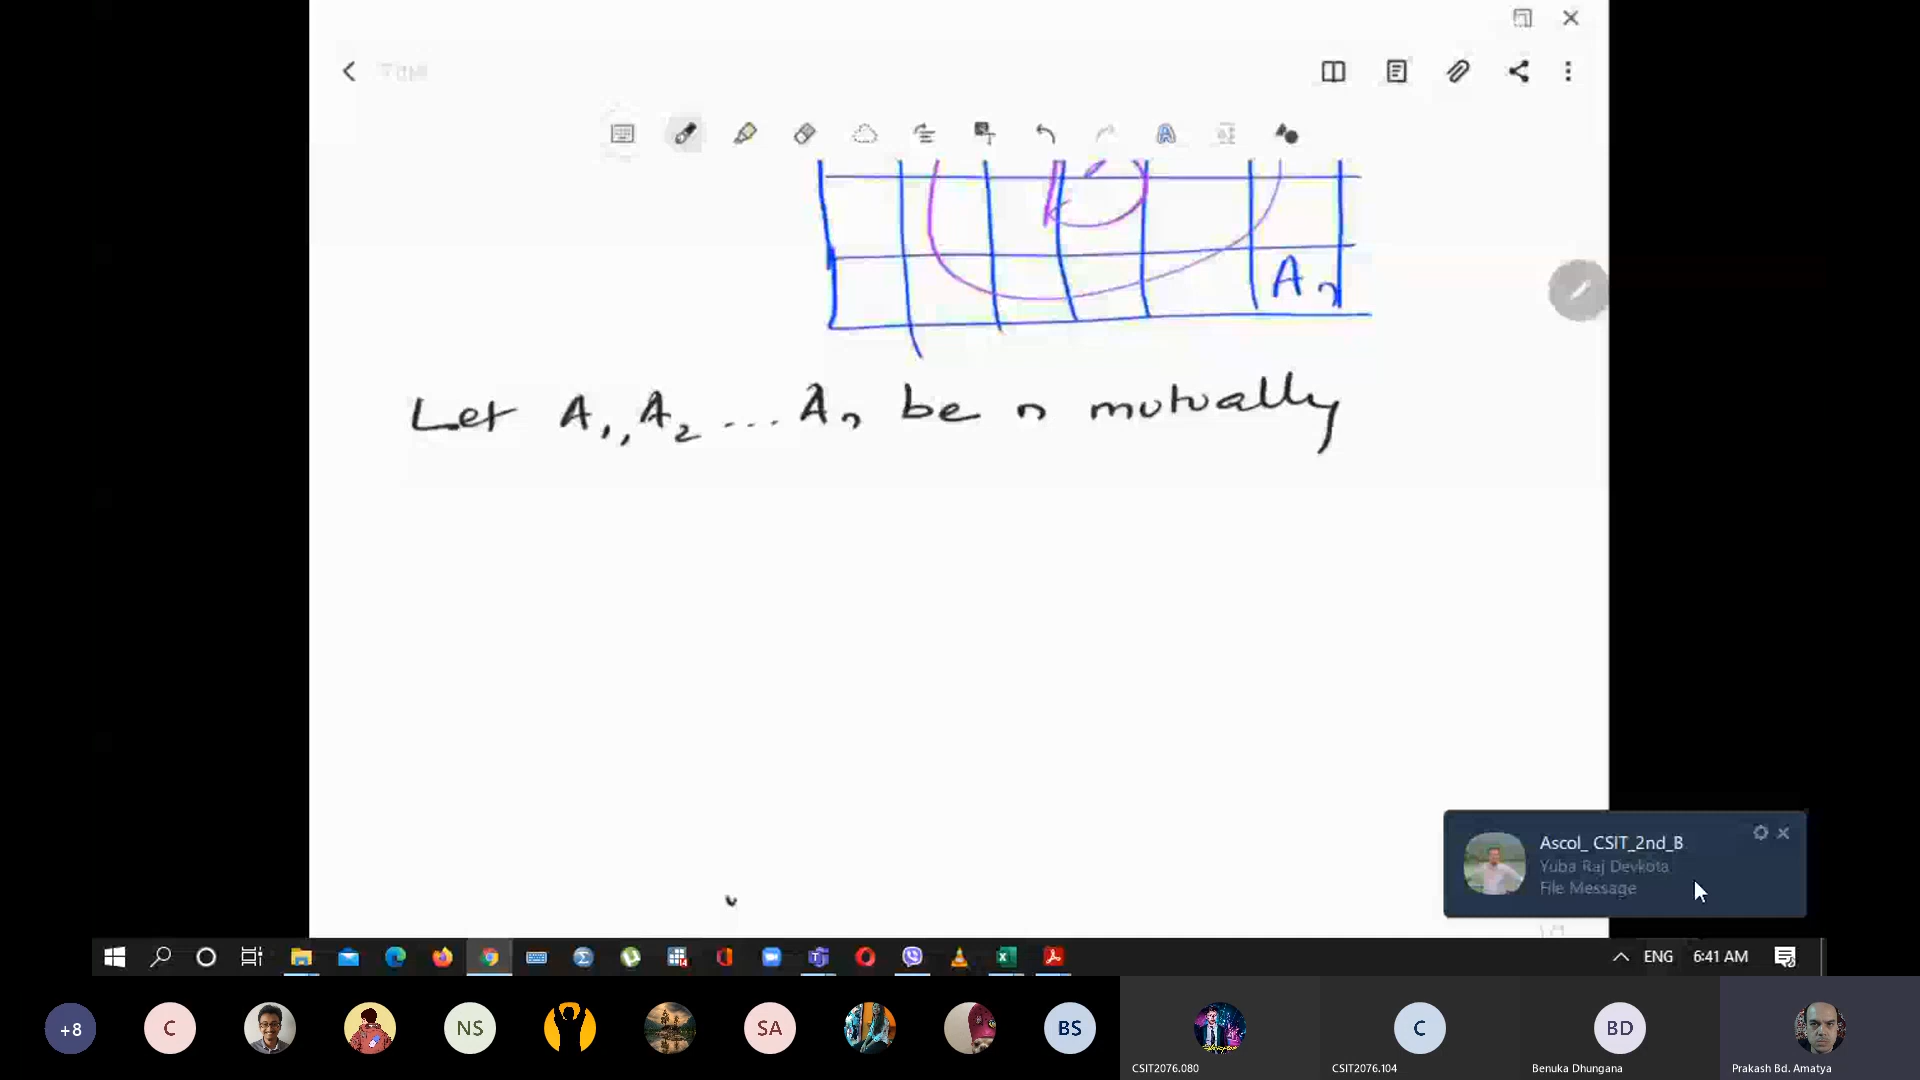 Title
An
Let A1, A2 ... An be n mutually
Ascol_ CSIT_2nd_B
Yuba Raj Devkota
File Message
ENG 6:41 AM
+8 C NS SA BS C BD
CSIT2076.080 CSIT2076.104 Benuka Dhungana Prakash Bd. Amatya